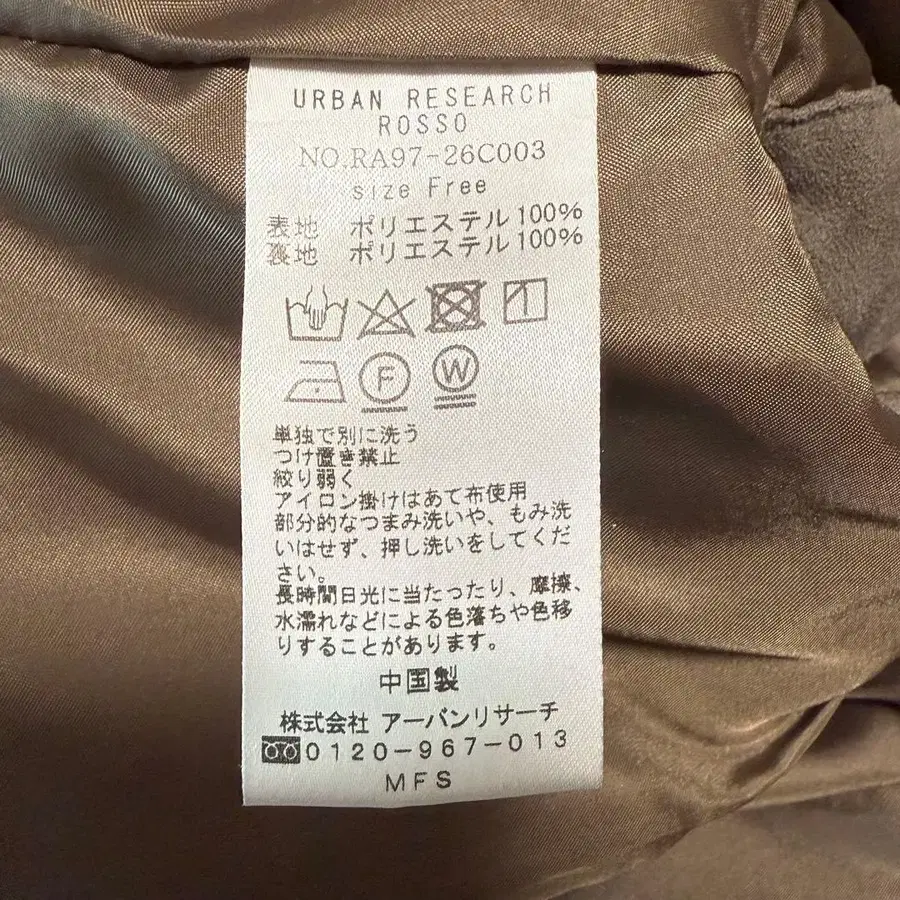 URBAN RESEARCH
ROSSO
NO.RA97-26C003
size Free
表地 ポリエステル100%
裏地 ポリエステル100%
F W
単独で別に洗う
つけ置き禁止
絞り弱く
アイロン掛けはあて布使用
部分的なつまみ洗いや、もみ洗
いはせず、押し洗いをしてくだ
さい。
長時間日光に当たったり、摩擦、
水濡れなどによる色落ちや色移
りすることがあります。
中国製
株式会社 アーバンリサーチ
0120-967-013
MFS